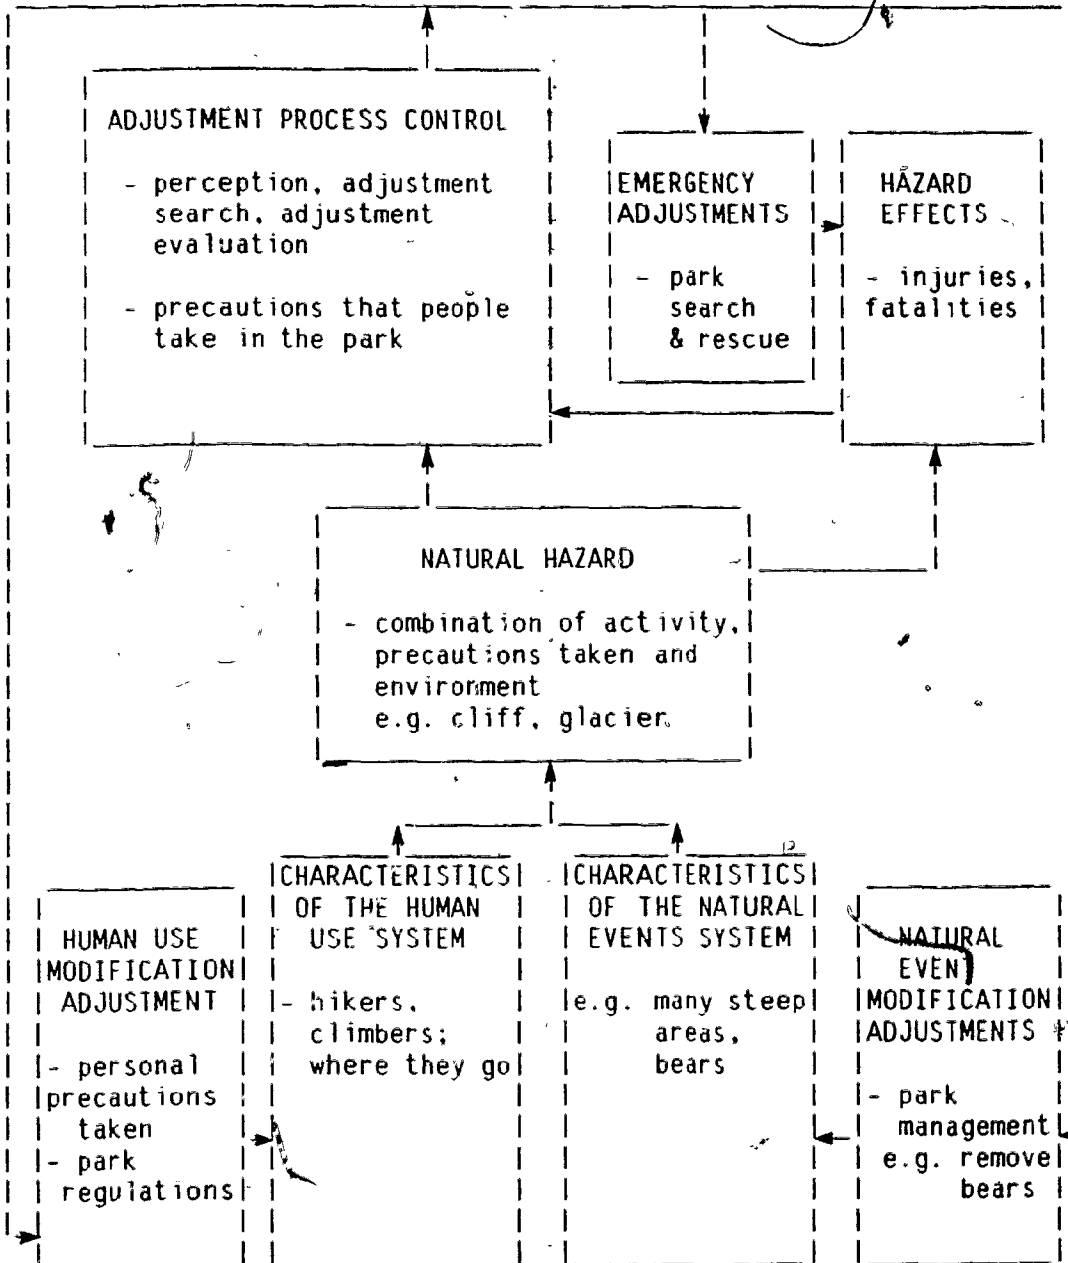 ADJUSTMENT PROCESS CONTROL
- perception, adjustment
search, adjustment
evaluation
- precautions that people
take in the park
EMERGENCY
ADJUSTMENTS
- park
search
& rescue
HAZARD
EFFECTS
- injuries,
fatalities
NATURAL HAZARD
- combination of activity,
precautions taken and
environment
e.g. cliff, glacier.
HUMAN USE
MODIFICATION
ADJUSTMENT
- personal
precautions
taken
- park
regulations
CHARACTERISTICS
OF THE HUMAN
USE SYSTEM
- hikers,
climbers;
where they go
CHARACTERISTICS
OF THE NATURAL
EVENTS SYSTEM
e.g. many steep
areas,
bears
NATURAL
EVENT
MODIFICATION
ADJUSTMENTS
- park
management
e.g. remove
bears